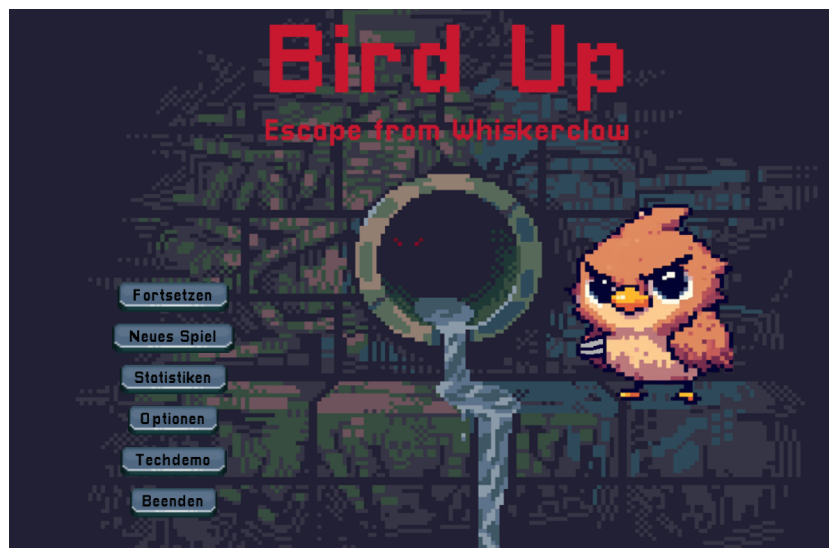 Bird Up
Escape from Whiskerclaw
Fortsetzen
Neues Spiel
Statistiken
Optionen
Techdemo
Beenden